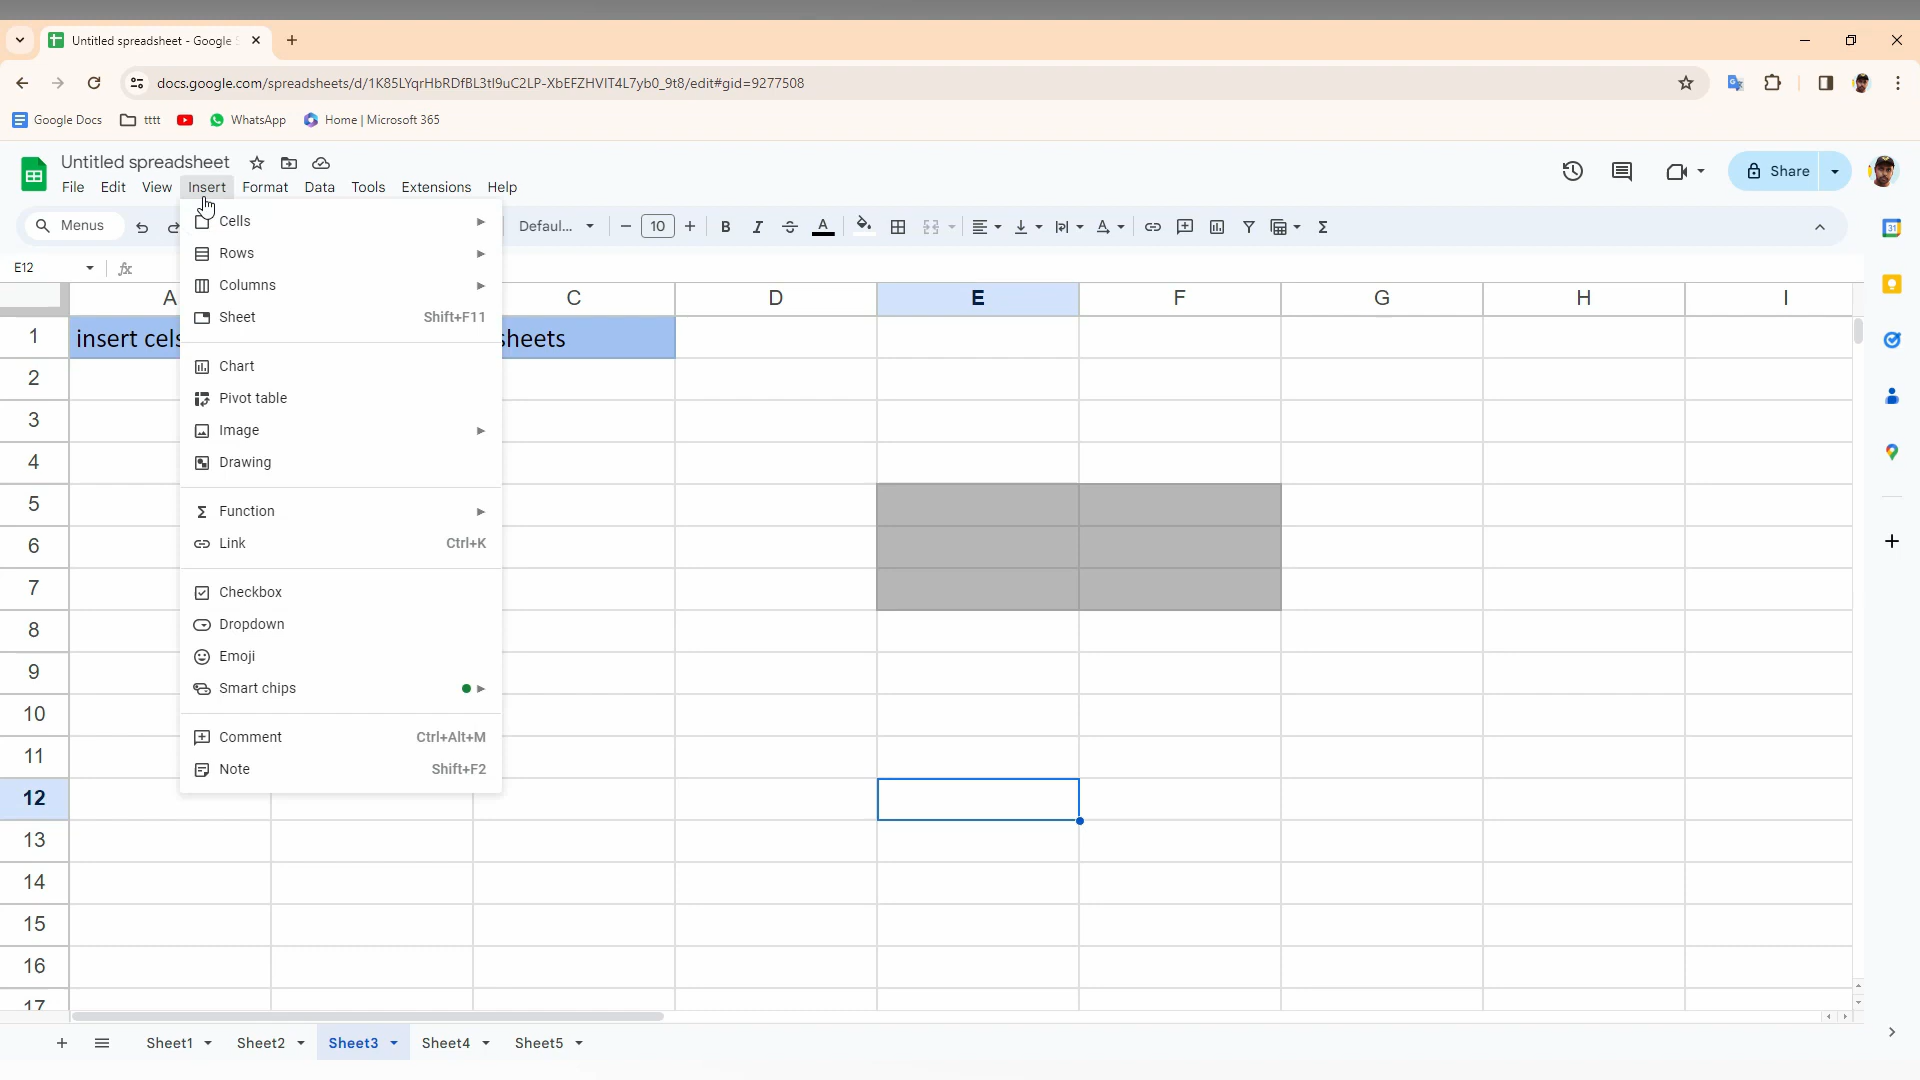 Untitled spreadsheet - Google S
docs.google.com/spreadsheets/d/1K85LYqrHbRDfBL3tI9uC2LP-XbEFZHVIT4L7yb0_9t8/edit#gid=9277508
Google Docs tttt WhatsApp Home | Microsoft 365
Untitled spreadsheet
File Edit View Insert Format Data Tools Extensions Help
Share
Menus Defaul... 10
E12
A C D E F G H I
Cells
Rows
Columns
Sheet Shift+F11
Chart
Pivot table
Image
Drawing
Function
Link Ctrl+K
Checkbox
Dropdown
Emoji
Smart chips
Comment Ctrl+Alt+M
Note Shift+F2
1 insert cels sheets
2
3
4
5
6
7
8
9
10
11
12
13
14
15
16
17
Sheet1 Sheet2 Sheet3 Sheet4 Sheet5
31